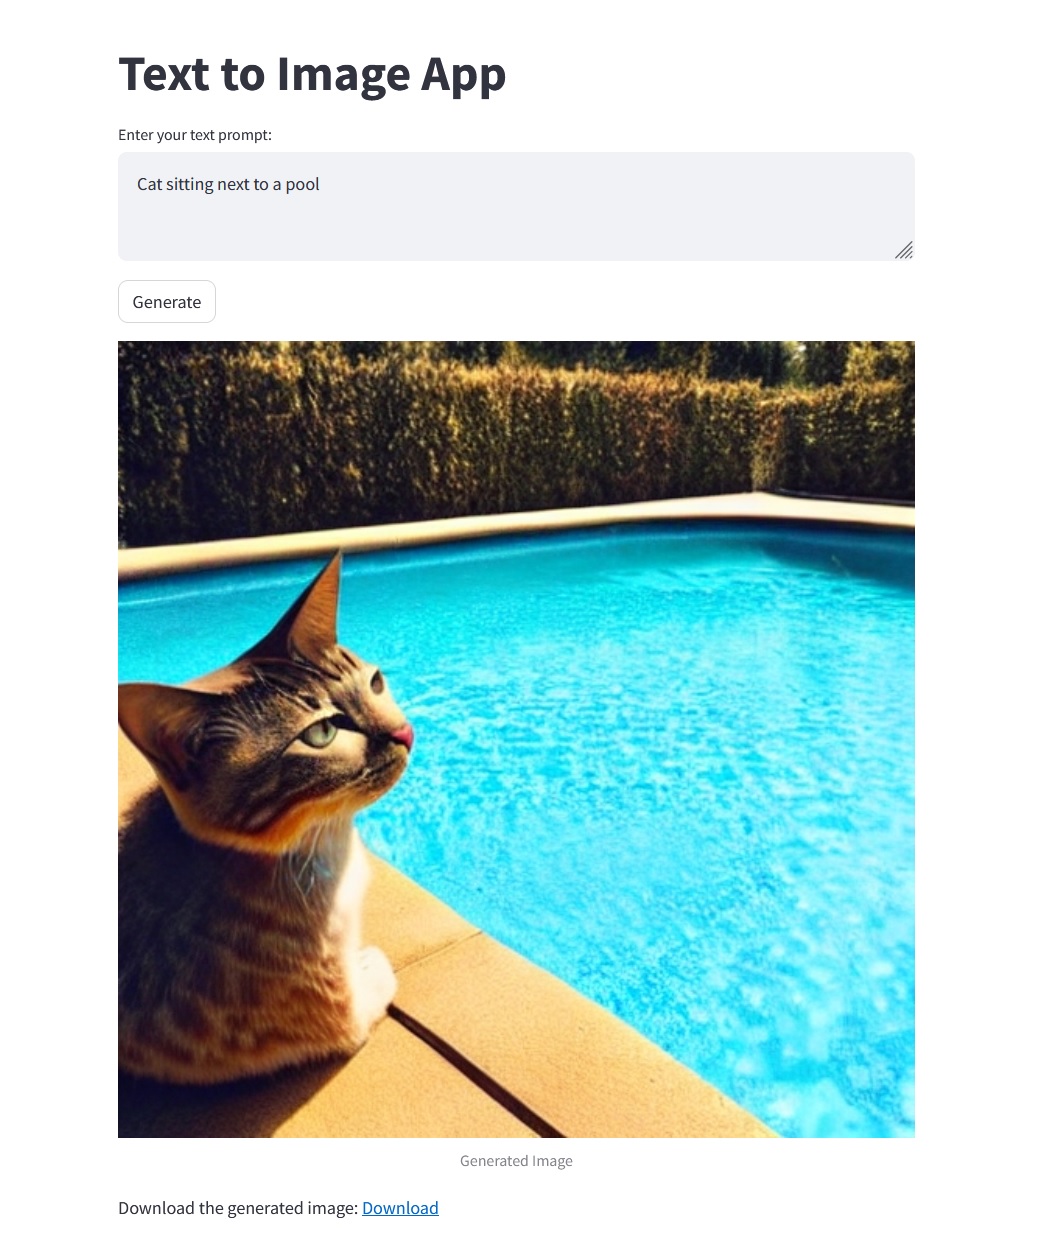 Text to Image App
Enter your text prompt:
Cat sitting next to a pool
Generate
Generated Image
Download the generated image: Download